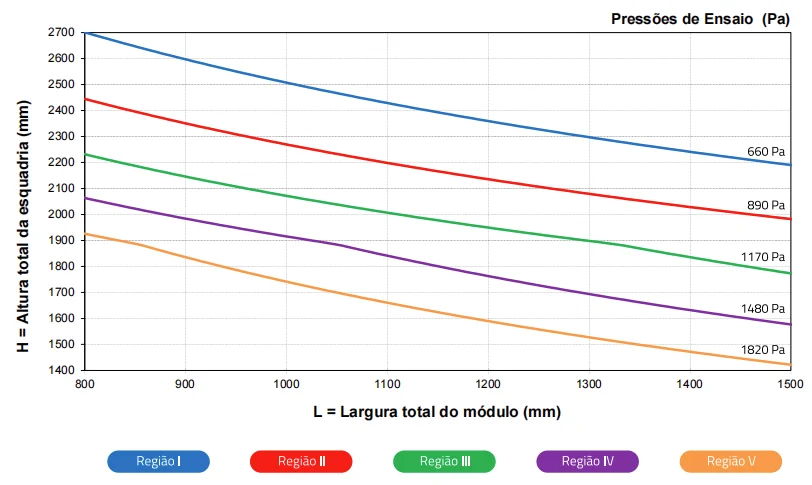 Pressões de Ensaio (Pa)
2700
2600
2500
2400
2300
2200
2100
2000
1900
1800
1700
1600
1500
1400
H = Altura total da esquadria (mm)
660 Pa
890 Pa
1170 Pa
1480 Pa
1820 Pa
800 900 1000 1100 1200 1300 1400 1500
L = Largura total do módulo (mm)
Região I Região II Região III Região IV Região V